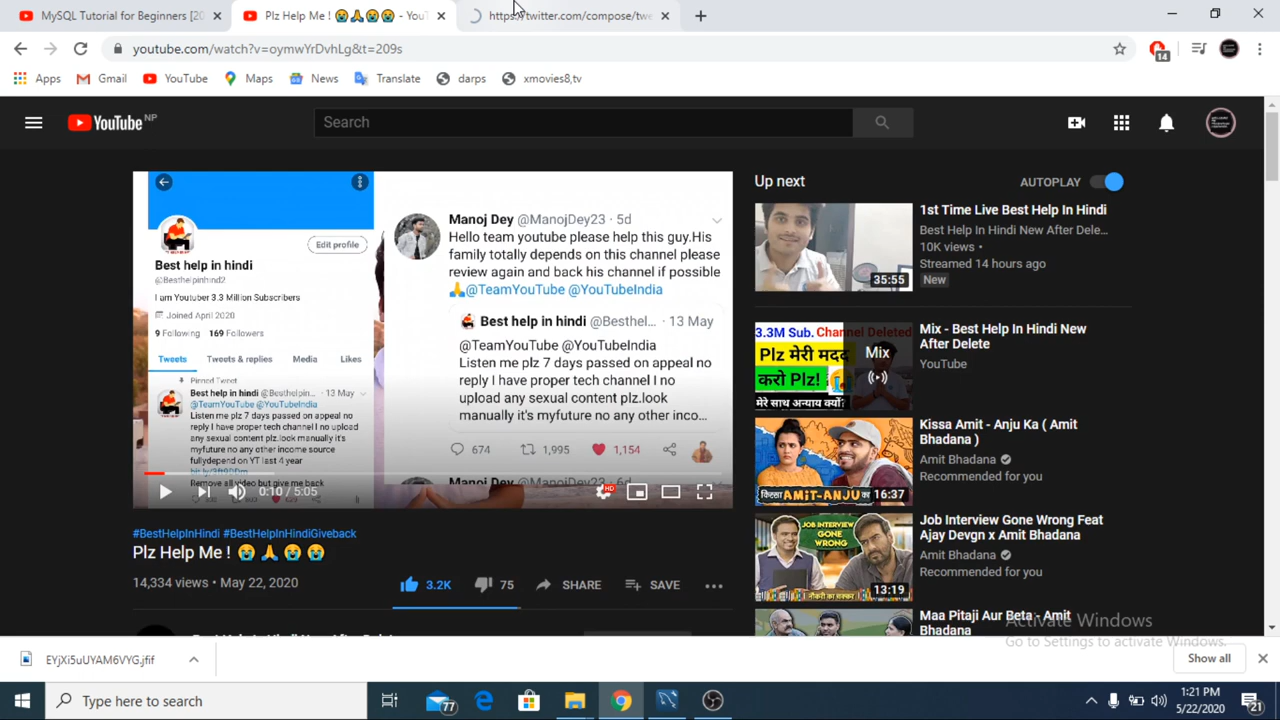 MySQL Tutorial for Beginners [20
Plz Help Me ! 😭🙏😭😭 - You
https://twitter.com/compose/twe
youtube.com/watch?v=oymwYrDvhLg&t=209s
14
Apps
Gmail
YouTube
Maps
News
Translate
darps
xmovies8,tv
YouTube NP
Search
Edit profile
Best help in hindi
@Besthelpinhind2
I am Youtuber 3.3 Million Subscribers
Joined April 2020
9 Following 169 Followers
Tweets Tweets & replies Media Likes
Pinned Tweet
Best help in hindi @Besthelpin... · 13 May
@TeamYouTube @YouTubeIndia
Listen me plz 7 days passed on appeal no
reply I have proper tech channel I no
upload any sexual content plz.look
manually it's myfuture no any other
income source
fullydepend on YT last 4 year
Remove all video but give me back
Manoj Dey @ManojDey23 · 5d
Hello team youtube please help this guy.His
family totally depends on this channel please
review again and back his channel if possible
🙏@TeamYouTube @YouTubeIndia
Best help in hindi @Besthel... · 13 May
@TeamYouTube @YouTubeIndia
Listen me plz 7 days passed on appeal no
reply I have proper tech channel I no
upload any sexual content plz.look
manually it's myfuture no any other inco...
674 1,995 1,154
Manoj Dey @ManojDey23 · 6d
0:10 / 5:05
HD
#BestHelpInHindi #BestHelpInHindiGiveback
Plz Help Me ! 😭🙏😭😭
14,334 views • May 22, 2020
3.2K 75 SHARE SAVE
Up next
AUTOPLAY
35:55
1st Time Live Best Help In Hindi
Best Help In Hindi New After Dele...
10K views •
Streamed 14 hours ago
New
3.3M Sub. Channel Deleted
Plz मेरी मदद
करो Plz!
मेरे साथ अन्याय क्यों
Mix
Mix - Best Help In Hindi New
After Delete
YouTube
किस्सा AMIT-ANJU का
16:37
Kissa Amit - Anju Ka ( Amit
Bhadana )
Amit Bhadana
Recommended for you
JOB INTERVIEW
GONE
WRONG
13:19
Job Interview Gone Wrong Feat
Ajay Devgn x Amit Bhadana
Amit Bhadana
Recommended for you
Maa Pitaji Aur Beta - Amit
Bhadana
Activate Windows
Go to Settings to activate Windows.
EYjXi5uUYAM6VYG.jfif
Show all
Type here to search
77
1:21 PM
5/22/2020
21